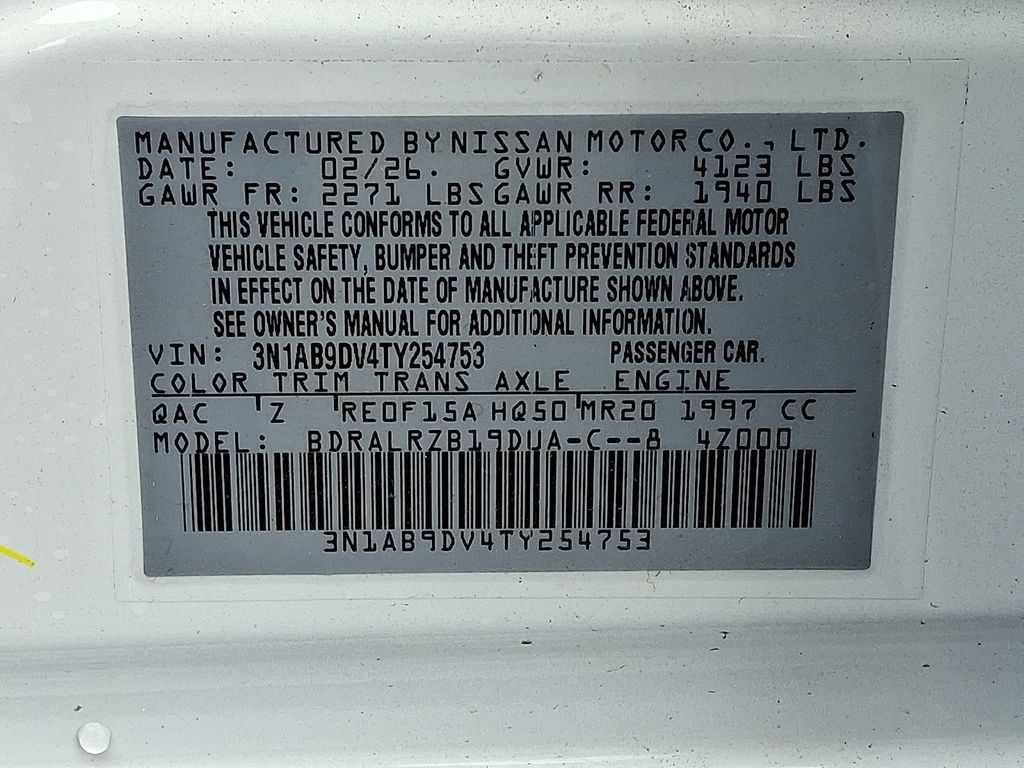 MANUFACTURED BY NISSAN MOTOR CO., LTD.
DATE: 02/26. GVWR: 4123 LBS
GAWR FR: 2271 LBS GAWR RR: 1940 LBS
THIS VEHICLE CONFORMS TO ALL APPLICABLE FEDERAL MOTOR
VEHICLE SAFETY, BUMPER AND THEFT PREVENTION STANDARDS
IN EFFECT ON THE DATE OF MANUFACTURE SHOWN ABOVE.
SEE OWNER'S MANUAL FOR ADDITIONAL INFORMATION.
VIN: 3N1AB9DV4TY254753 PASSENGER CAR.
COLOR TRIM TRANS AXLE ENGINE
QAC Z RE0F15A HQ50 MR20 1997 CC
MODEL: BDRALRZB19DUA-C--8 4Z000
3N1AB9DV4TY254753